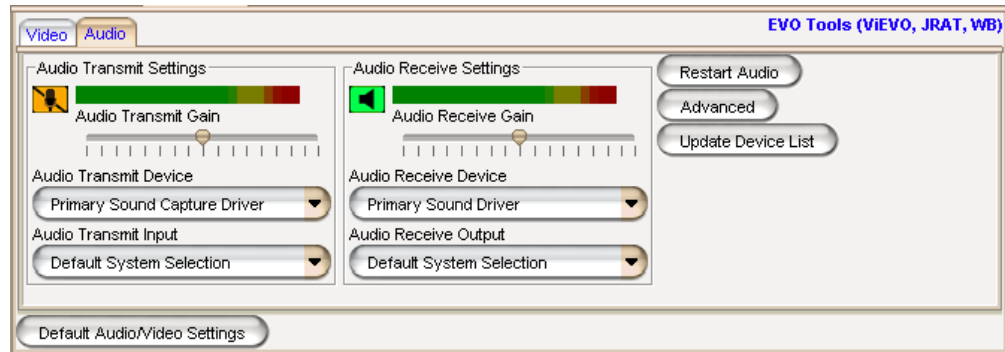 EVO Tools (ViEVO, JRAT, WB)
Video Audio
Audio Transmit Settings
Audio Transmit Gain
Audio Transmit Device
Primary Sound Capture Driver
Audio Transmit Input
Default System Selection
Audio Receive Settings
Audio Receive Gain
Audio Receive Device
Primary Sound Driver
Audio Receive Output
Default System Selection
Restart Audio
Advanced
Update Device List
Default Audio/Video Settings